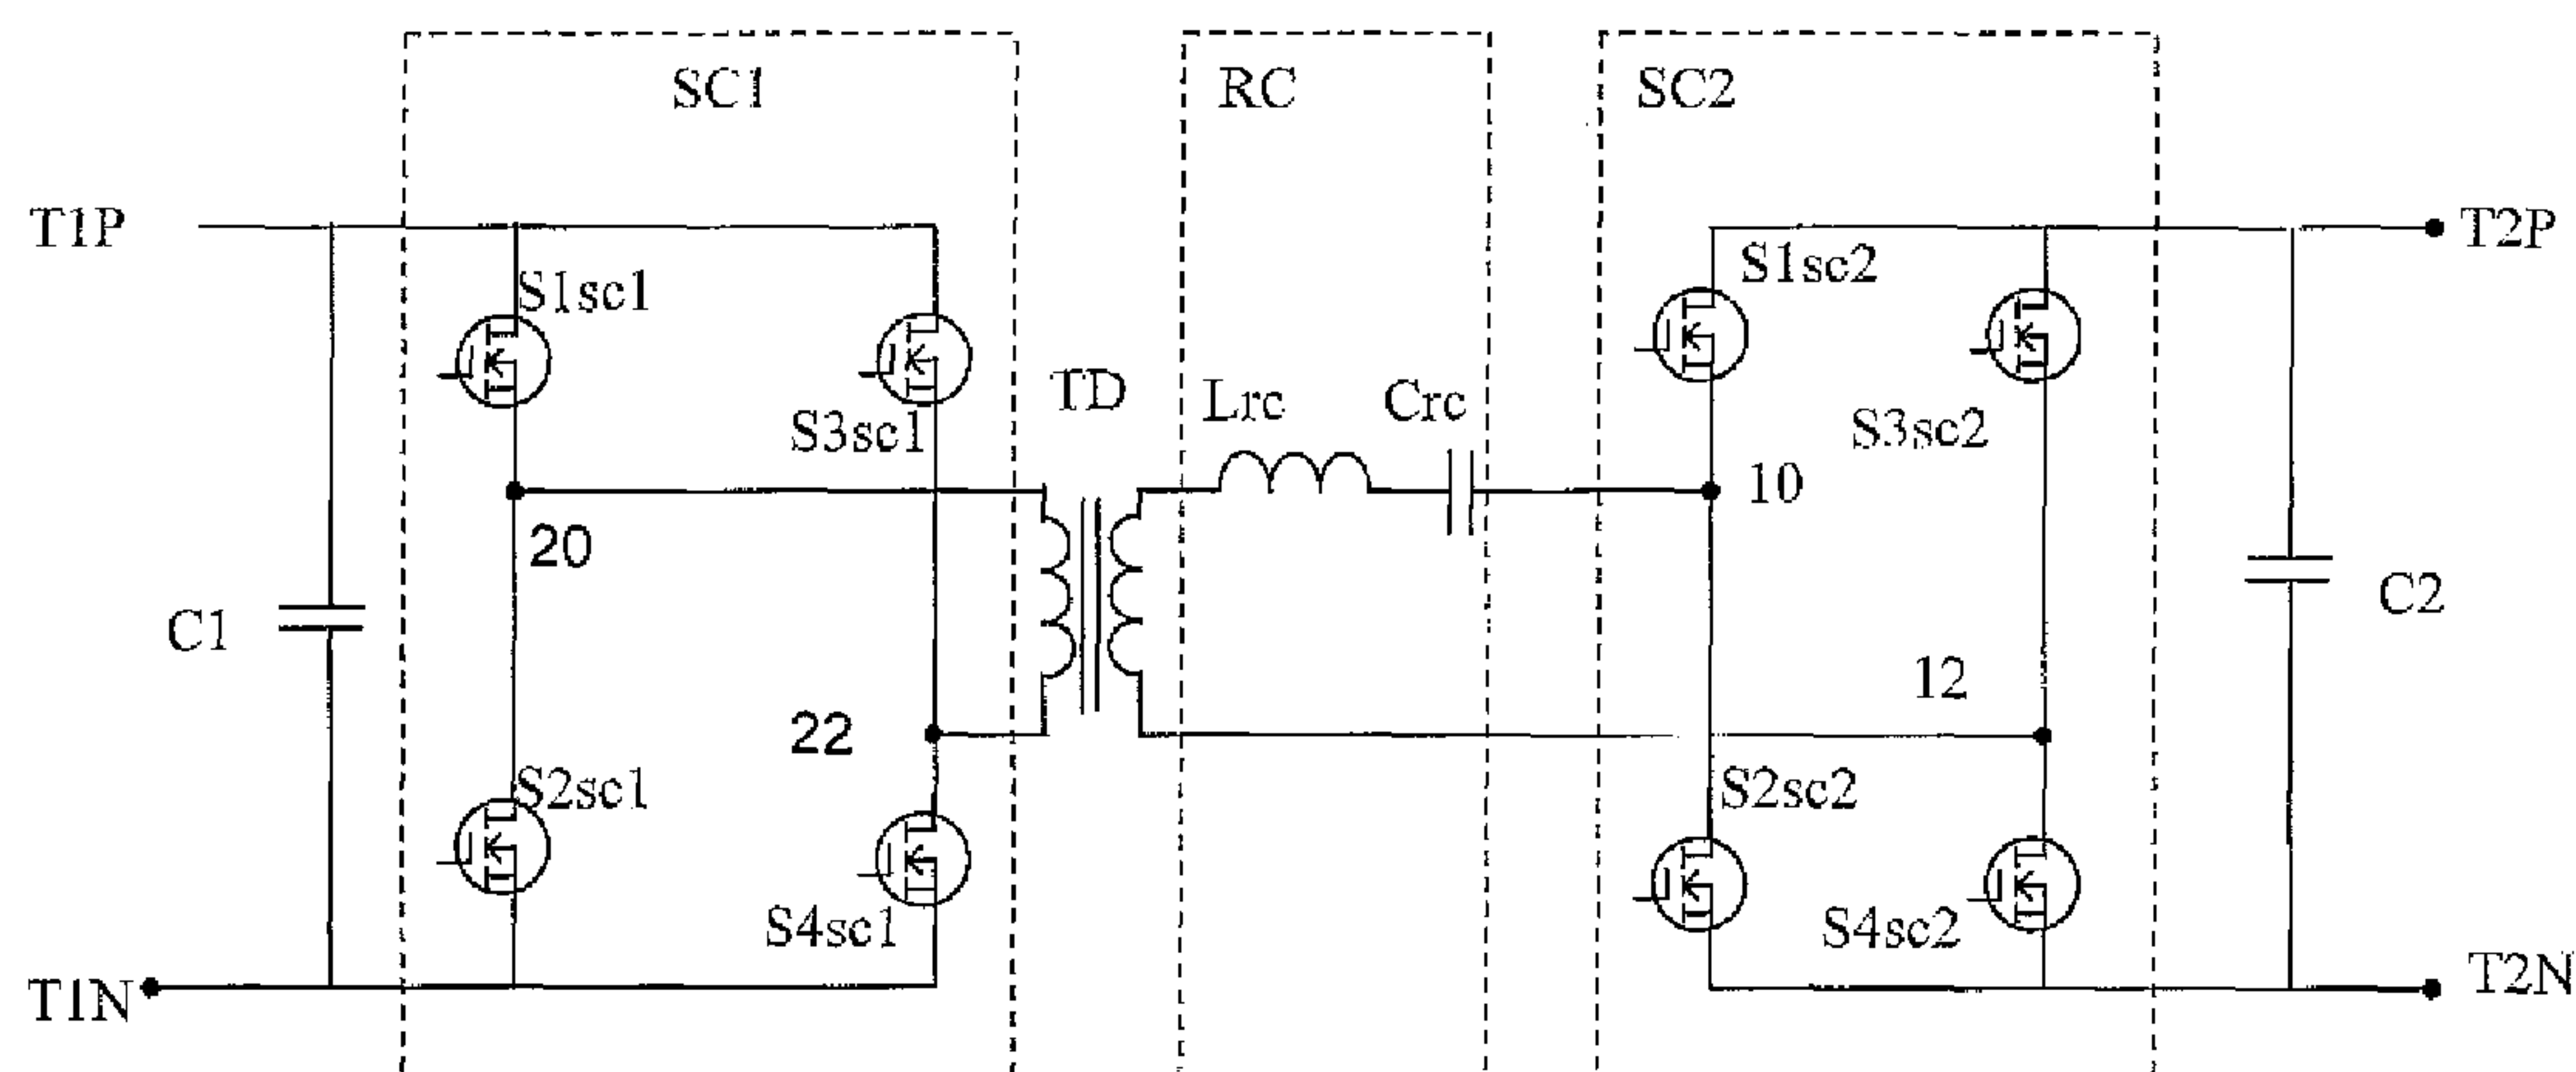 SC1
RC
SC2
T1P
T2P
S1sc1
S1sc2
TD
Lrc
Crc
S3sc1
S3sc2
10
20
C1
C2
12
22
S2sc1
S2sc2
S4sc1
S4sc2
T1N
T2N